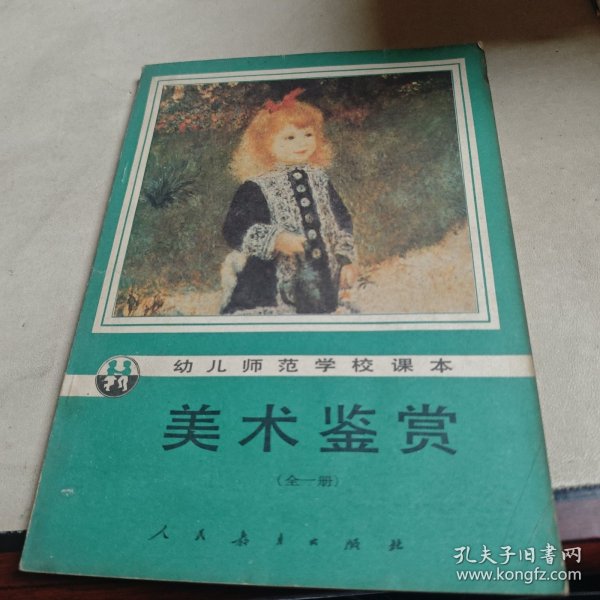 幼儿师范学校课本
美术鉴赏
（全一册）
人民教育出版社
孔夫子旧书网
www.kongfz.com